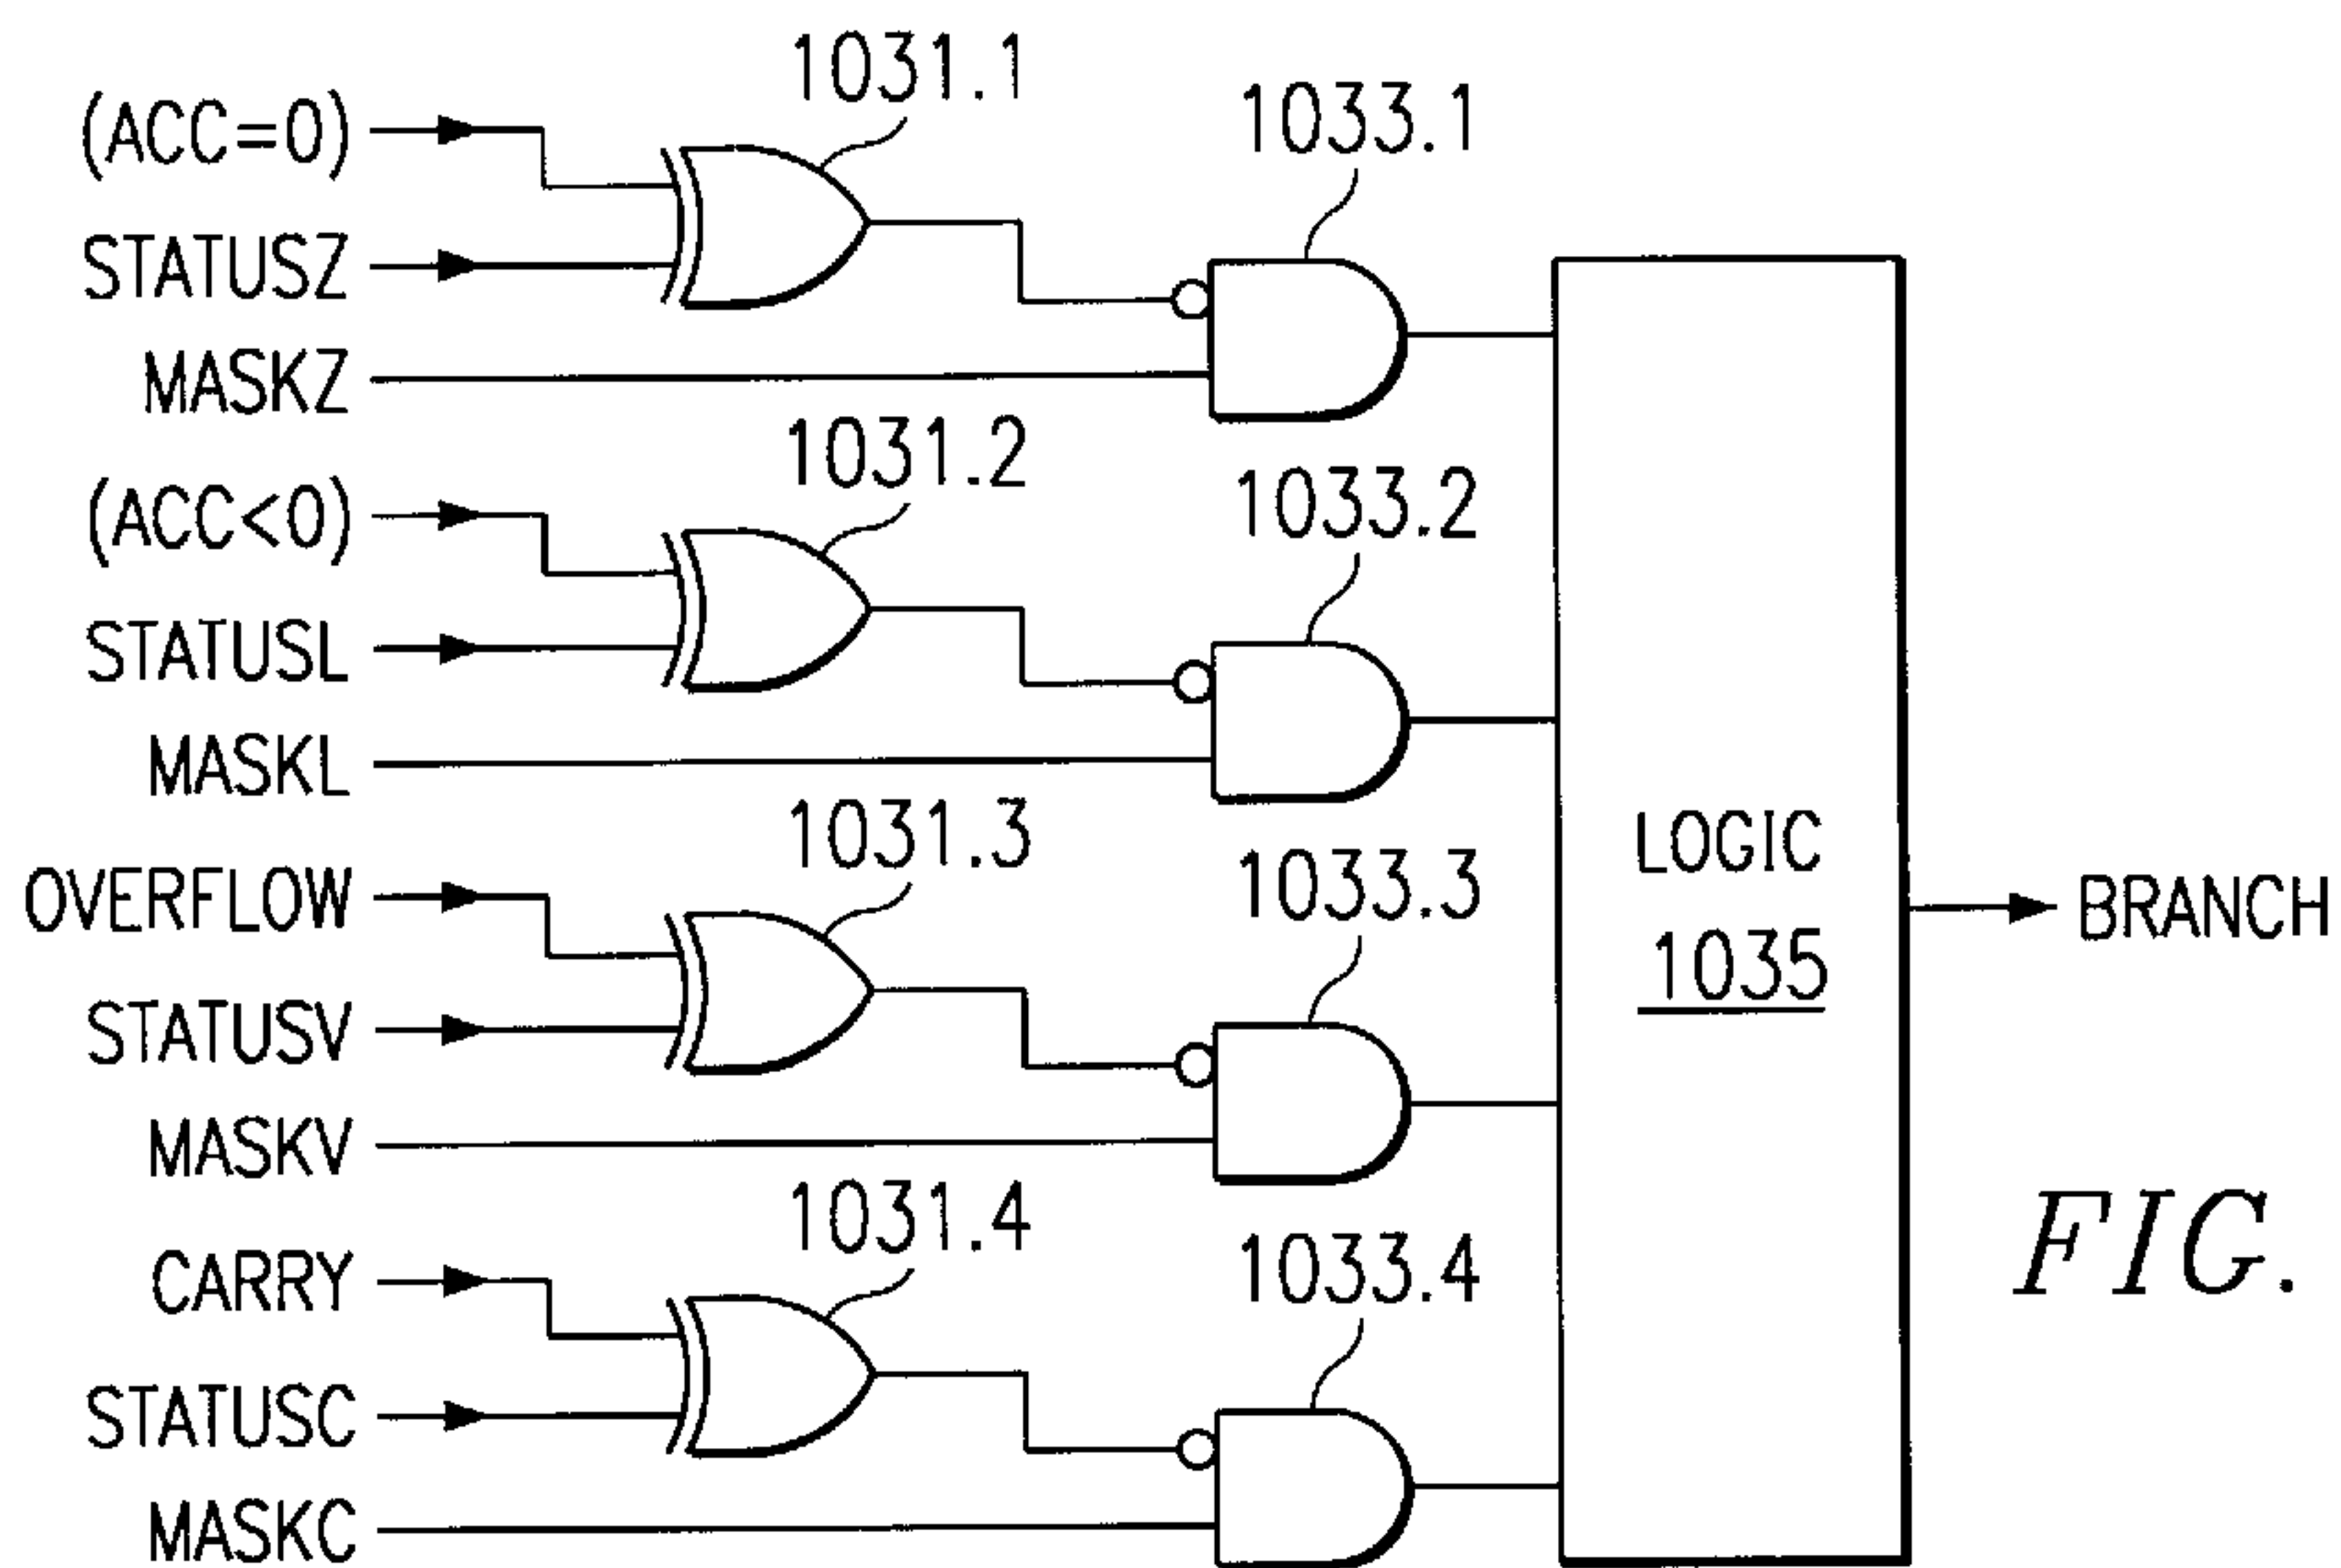 1031.1
1033.1
(ACC=0)
STATUSZ
MASKZ
1031.2
1033.2
(ACC<0)
STATUSL
MASKL
1031.3
1033.3
OVERFLOW
STATUSV
MASKV
1031.4
1033.4
CARRY
STATUSC
MASKC
LOGIC
1035
BRANCH
FIG.